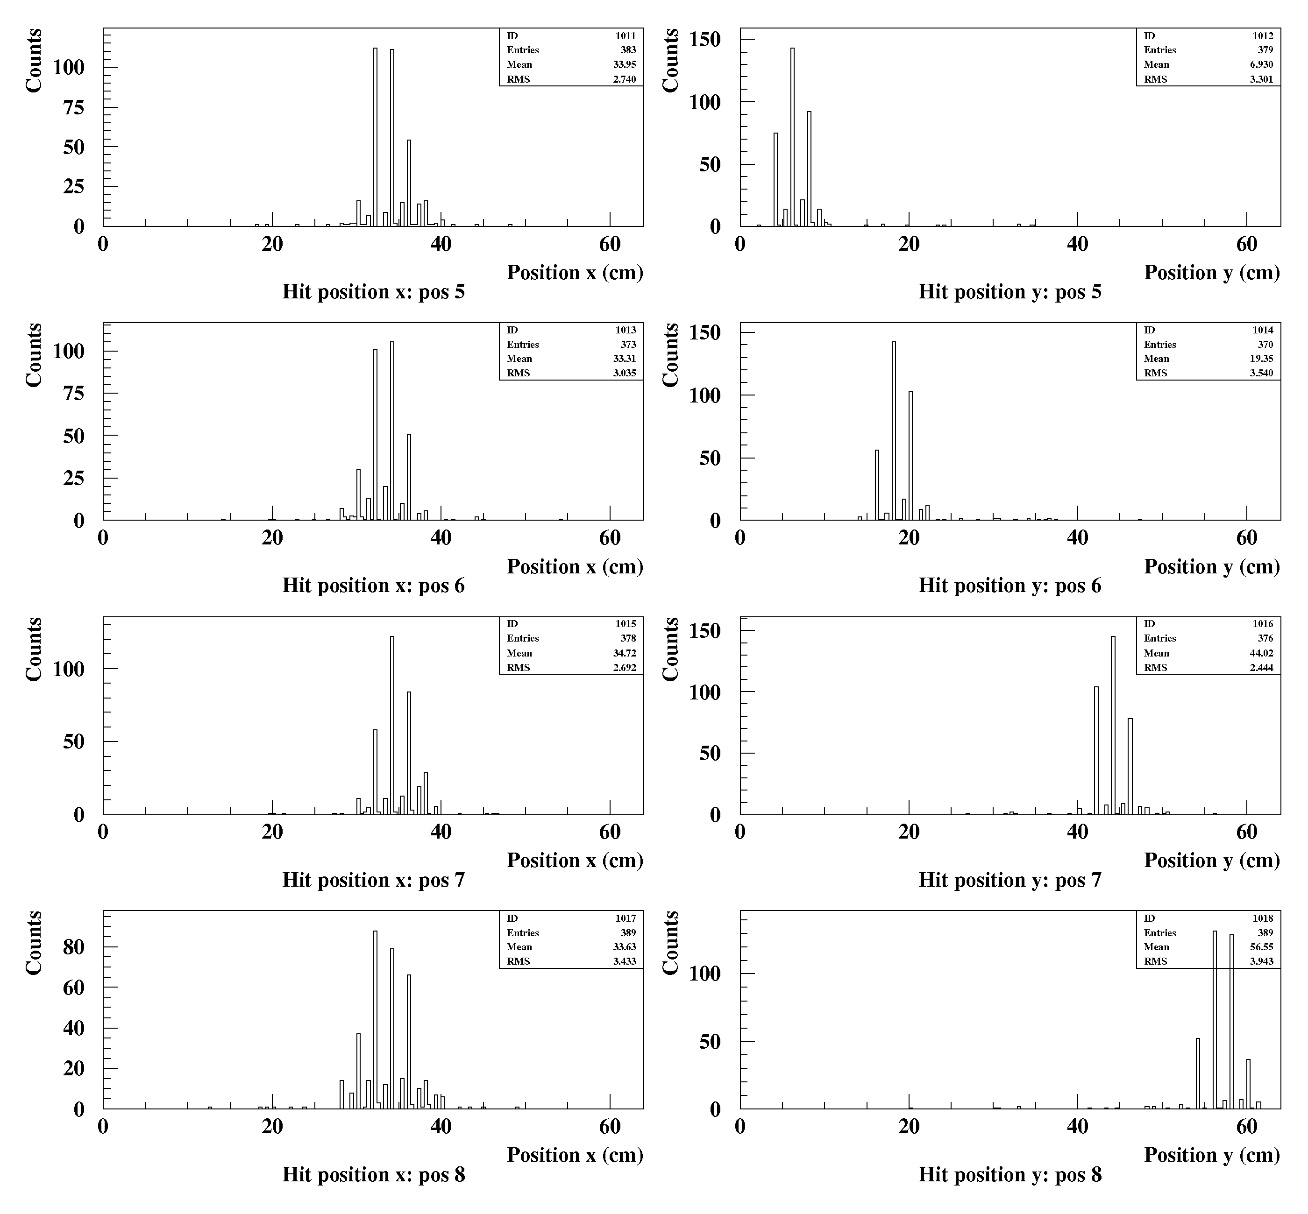 Counts
100
75
50
25
0
0 20 40 60
Position x (cm)
Hit position x: pos 5
ID 1011
Entries 383
Mean 33.95
RMS 2.740
Counts
150
100
50
0
0 20 40 60
Position y (cm)
Hit position y: pos 5
ID 1012
Entries 379
Mean 6.930
RMS 3.301
Counts
100
75
50
25
0
0 20 40 60
Position x (cm)
Hit position x: pos 6
ID 1013
Entries 373
Mean 33.31
RMS 3.035
Counts
150
100
50
0
0 20 40 60
Position y (cm)
Hit position y: pos 6
ID 1014
Entries 370
Mean 19.35
RMS 3.540
Counts
100
50
0
0 20 40 60
Position x (cm)
Hit position x: pos 7
ID 1015
Entries 378
Mean 34.72
RMS 2.692
Counts
150
100
50
0
0 20 40 60
Position y (cm)
Hit position y: pos 7
ID 1016
Entries 376
Mean 44.02
RMS 2.444
Counts
80
60
40
20
0
0 20 40 60
Position x (cm)
Hit position x: pos 8
ID 1017
Entries 389
Mean 33.63
RMS 3.433
Counts
100
50
0
0 20 40 60
Position y (cm)
Hit position y: pos 8
ID 1018
Entries 389
Mean 56.55
RMS 3.943